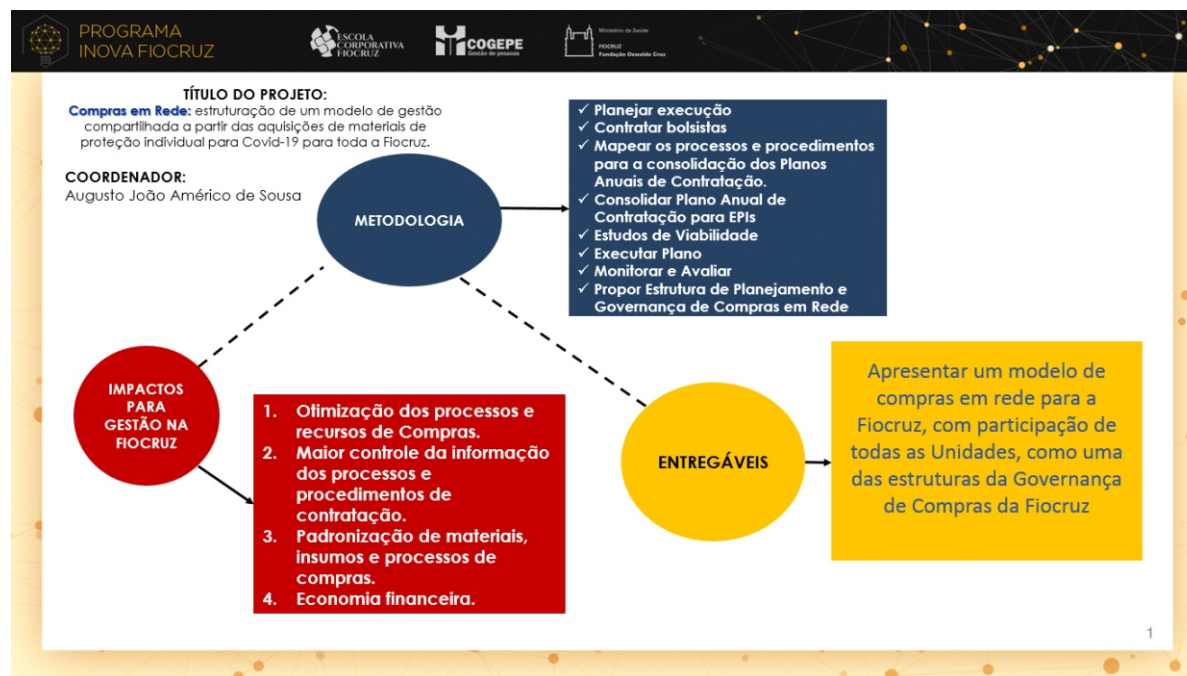 PROGRAMA
INOVA FIOCRUZ
ESCOLA
CORPORATIVA
FIOCRUZ
COGEPE
Gestão de pessoas
Ministério da Saúde
FIOCRUZ
Fundação Oswaldo Cruz
TÍTULO DO PROJETO:
Compras em Rede: estruturação de um modelo de gestão
compartilhada a partir das aquisições de materiais de
proteção individual para Covid-19 para toda a Fiocruz.
COORDENADOR:
Augusto João Américo de Sousa
METODOLOGIA
✓ Planejar execução
✓ Contratar bolsistas
✓ Mapear os processos e procedimentos
para a consolidação dos Planos
Anuais de Contratação.
✓ Consolidar Plano Anual de
Contratação para EPIs
✓ Estudos de Viabilidade
✓ Executar Plano
✓ Monitorar e Avaliar
✓ Propor Estrutura de Planejamento e
Governança de Compras em Rede
IMPACTOS
PARA
GESTÃO NA
FIOCRUZ
1. Otimização dos processos e
recursos de Compras.
2. Maior controle da informação
dos processos e
procedimentos de
contratação.
3. Padronização de materiais,
insumos e processos de
compras.
4. Economia financeira.
ENTREGÁVEIS
Apresentar um modelo de
compras em rede para a
Fiocruz, com participação de
todas as Unidades, como uma
das estruturas da Governança
de Compras da Fiocruz
1